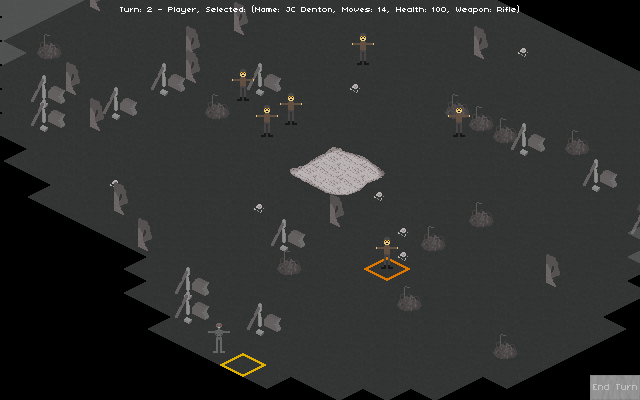 Turn: 2 - Player, Selected: (Name: JC Denton, Moves: 14, Health: 100, Weapon: Rifle)
End Turn